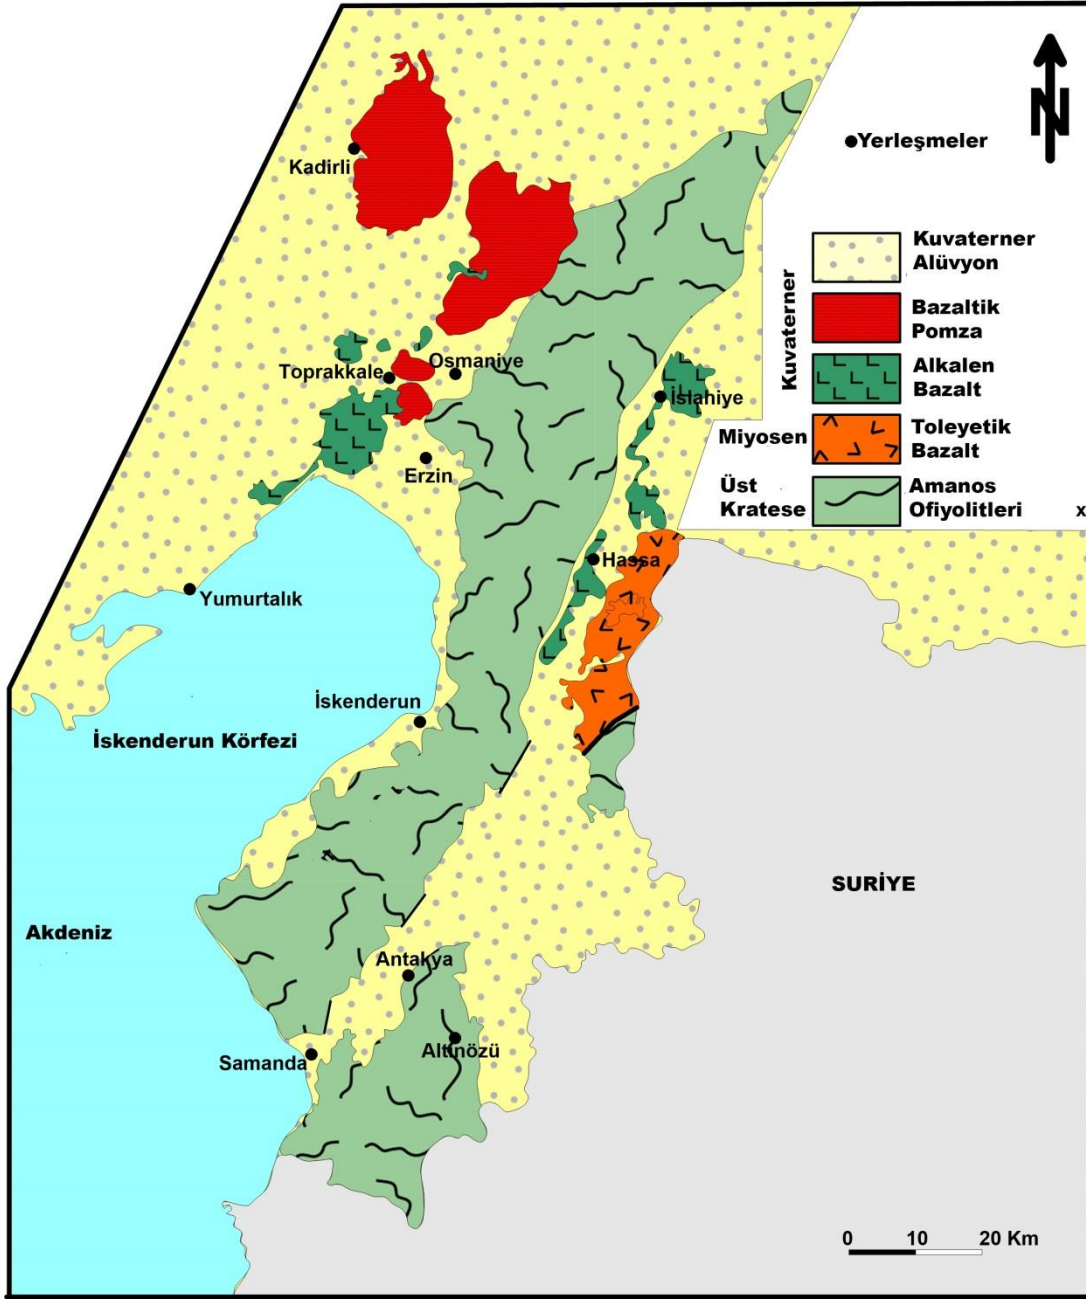 N
Yerleşmeler
Kadirli
Kuvaterner
Kuvaterner
Alüvyon
Bazaltik
Pomza
Alkalen
Bazalt
Miyosen
Toleyetik
Bazalt
Üst
Kratese
Amanos
Ofiyolitleri
x
Osmaniye
Toprakkale
İslahiye
Erzin
Hassa
Yumurtalık
İskenderun
İskenderun Körfezi
SURİYE
Akdeniz
Antakya
Altınözü
Samanda
0 10 20 Km